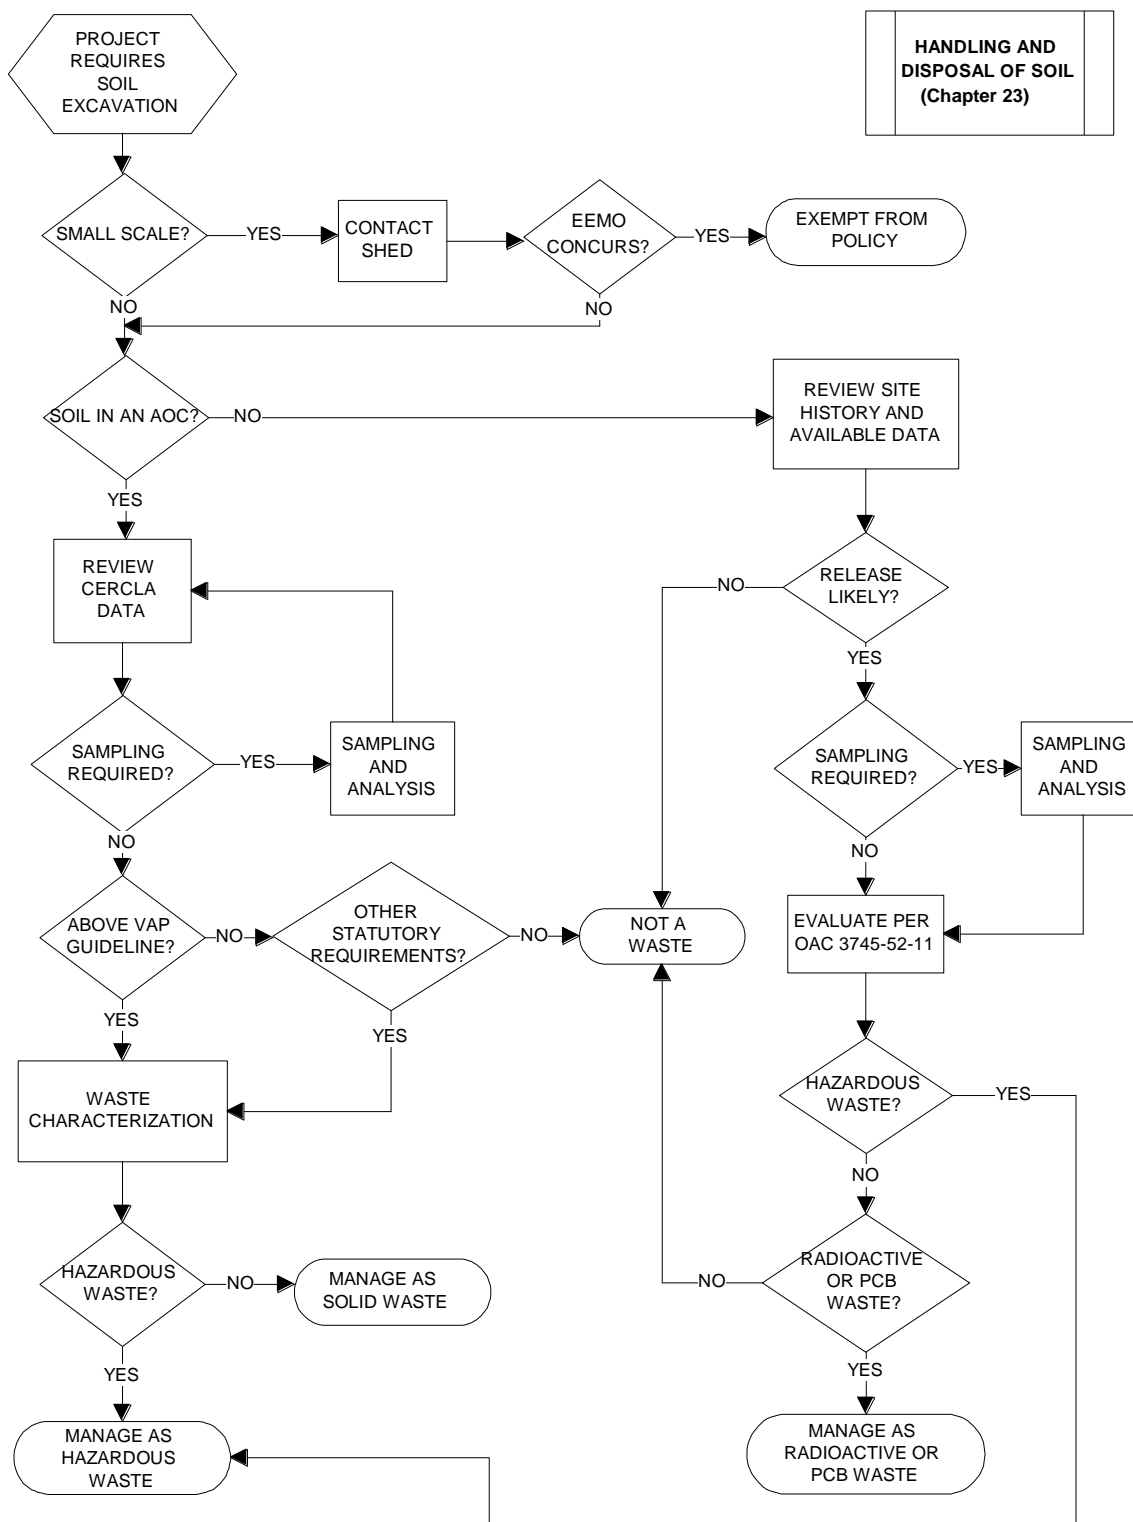 PROJECT
REQUIRES
SOIL
EXCAVATION
HANDLING AND
DISPOSAL OF SOIL
(Chapter 23)
SMALL SCALE?
YES
CONTACT
SHED
EEMO
CONCURS?
YES
EXEMPT FROM
POLICY
NO
NO
SOIL IN AN AOC?
NO
REVIEW SITE
HISTORY AND
AVAILABLE DATA
YES
REVIEW
CERCLA
DATA
NO
RELEASE
LIKELY?
YES
SAMPLING
REQUIRED?
YES
SAMPLING
AND
ANALYSIS
SAMPLING
REQUIRED?
YES
SAMPLING
AND
ANALYSIS
NO
NO
ABOVE VAP
GUIDELINE?
NO
OTHER
STATUTORY
REQUIREMENTS?
NO
NOT A
WASTE
EVALUATE PER
OAC 3745-52-11
YES
YES
WASTE
CHARACTERIZATION
HAZARDOUS
WASTE?
YES
NO
HAZARDOUS
WASTE?
NO
MANAGE AS
SOLID WASTE
NO
RADIOACTIVE
OR PCB
WASTE?
YES
YES
MANAGE AS
HAZARDOUS
WASTE
MANAGE AS
RADIOACTIVE OR
PCB WASTE